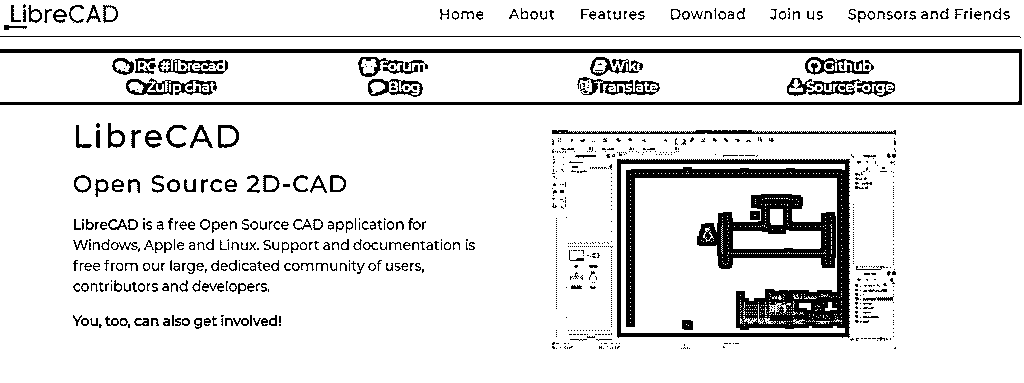 LibreCAD
Home About Features Download Join us Sponsors and Friends
IRC #librecad Forum Wiki Github
Zulip chat Blog Translate SourceForge
LibreCAD
Open Source 2D-CAD
LibreCAD is a free Open Source CAD application for
Windows, Apple and Linux. Support and documentation is
free from our large, dedicated community of users,
contributors and developers.
You, too, can also get involved!